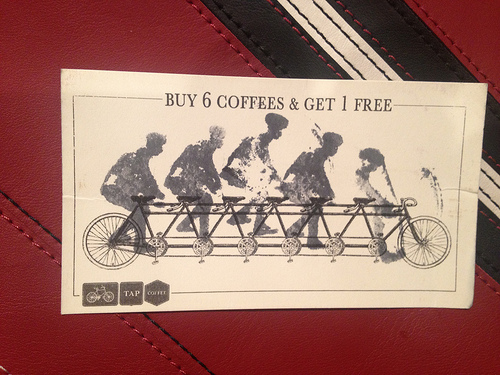 BUY 6 COFFEES & GET 1 FREE
TAP COFFEE